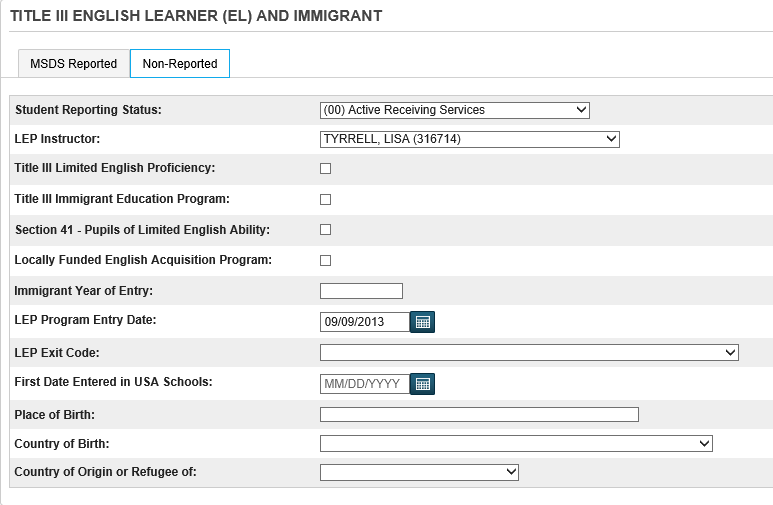 TITLE III ENGLISH LEARNER (EL) AND IMMIGRANT
MSDS Reported Non-Reported
Student Reporting Status: (00) Active Receiving Services
LEP Instructor: TYRRELL, LISA (316714)
Title III Limited English Proficiency:
Title III Immigrant Education Program:
Section 41 - Pupils of Limited English Ability:
Locally Funded English Acquisition Program:
Immigrant Year of Entry:
LEP Program Entry Date: 09/09/2013
LEP Exit Code:
First Date Entered in USA Schools: MM/DD/YYYY
Place of Birth:
Country of Birth:
Country of Origin or Refugee of: